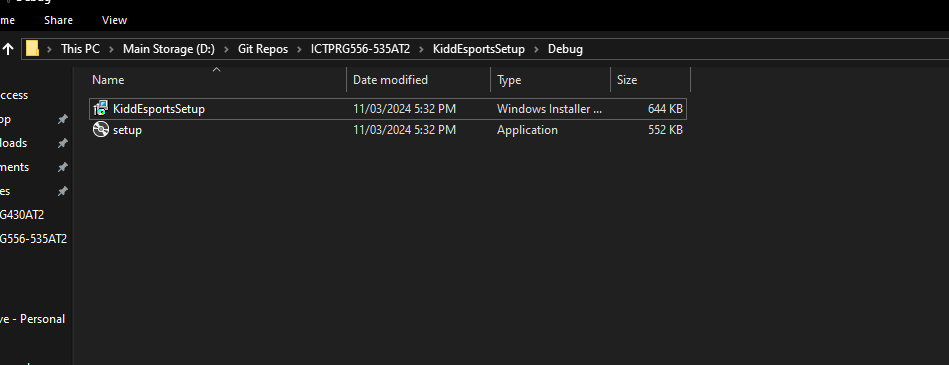 me Share View
This PC Main Storage (D:) Git Repos ICTPRG556-535AT2 KiddEsportsSetup Debug
Name Date modified Type Size
ccess
KiddEsportsSetup 11/03/2024 5:32 PM Windows Installer ... 644 KB
op
setup 11/03/2024 5:32 PM Application 552 KB
loads
ments
es
G430AT2
G556-535AT2
ve - Personal